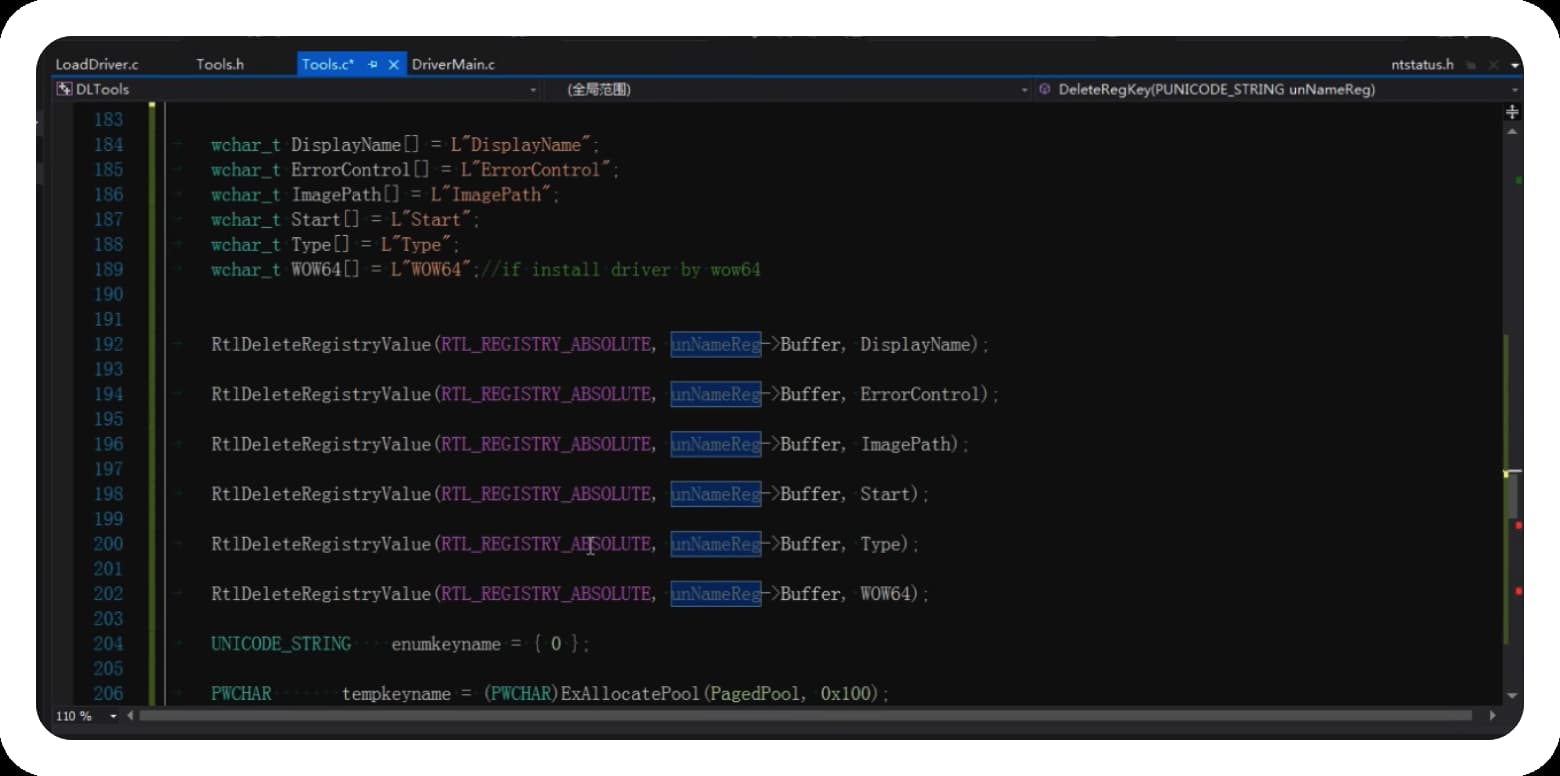 LoadDriver.c Tools.h Tools.c* DriverMain.c ntstatus.h
DLTools (全局范围) DeleteRegKey(PUNICODE_STRING unNameReg)
183
184 wchar_t DisplayName[] = L"DisplayName";
185 wchar_t ErrorControl[] = L"ErrorControl";
186 wchar_t ImagePath[] = L"ImagePath";
187 wchar_t Start[] = L"Start";
188 wchar_t Type[] = L"Type";
189 wchar_t WOW64[] = L"WOW64";//if install driver by wow64
190
191
192 RtlDeleteRegistryValue(RTL_REGISTRY_ABSOLUTE, unNameReg->Buffer, DisplayName);
193
194 RtlDeleteRegistryValue(RTL_REGISTRY_ABSOLUTE, unNameReg->Buffer, ErrorControl);
195
196 RtlDeleteRegistryValue(RTL_REGISTRY_ABSOLUTE, unNameReg->Buffer, ImagePath);
197
198 RtlDeleteRegistryValue(RTL_REGISTRY_ABSOLUTE, unNameReg->Buffer, Start);
199
200 RtlDeleteRegistryValue(RTL_REGISTRY_ABSOLUTE, unNameReg->Buffer, Type);
201
202 RtlDeleteRegistryValue(RTL_REGISTRY_ABSOLUTE, unNameReg->Buffer, WOW64);
203
204 UNICODE_STRING enumkeyname = { 0 };
205
206 PWCHAR tempkeyname = (PWCHAR)ExAllocatePool(PagedPool, 0x100);
110 %